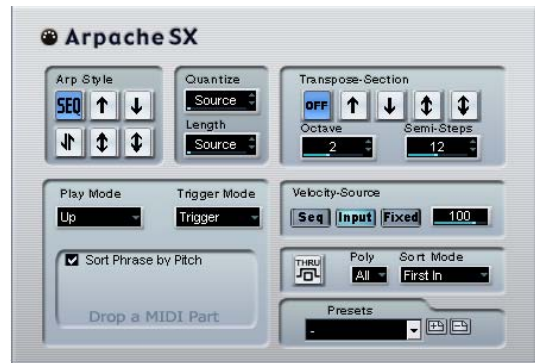 Arpache SX
Arp Style
SEQ
Quantize
Source
Length
Source
Transpose-Section
OFF
Octave
2
Semi-Steps
12
Play Mode
Up
Trigger Mode
Trigger
Sort Phrase by Pitch
Drop a MIDI Part
Velocity-Source
Seq Input Fixed 100
THRU
Poly
All
Sort Mode
First In
Presets
-